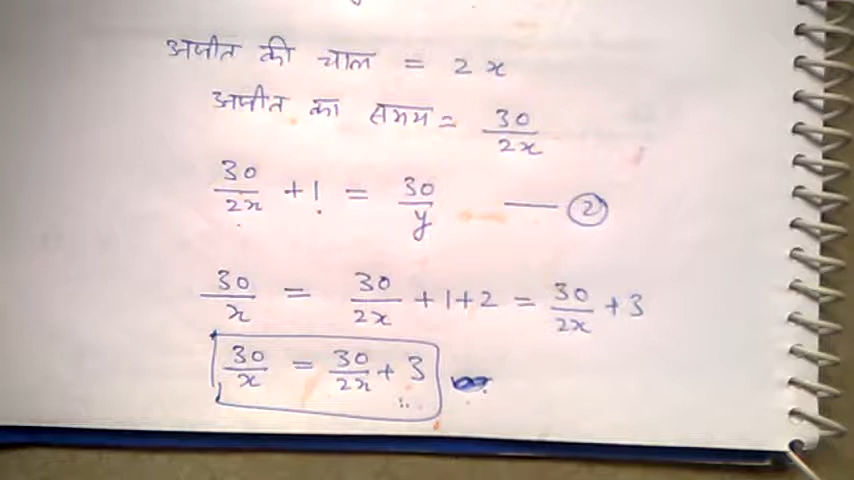 अजीत की चाल = 2x
अजीत का समय = 30/2x
30/2x + 1 = 30/y —— ②
30/x = 30/2x + 1 + 2 = 30/2x + 3
30/x = 30/2x + 3